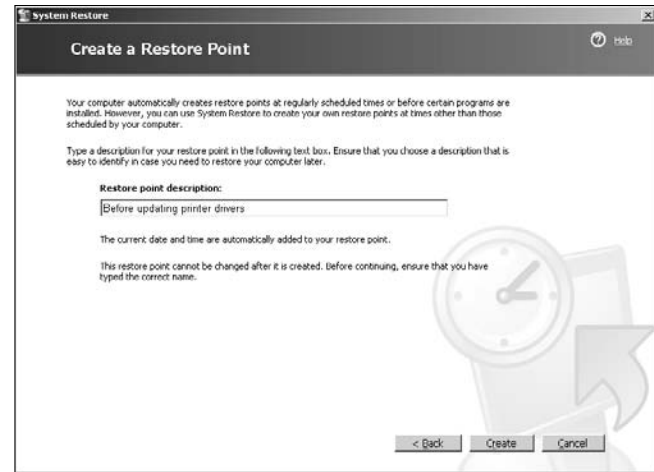 System Restore
Create a Restore Point
Help
Your computer automatically creates restore points at regularly scheduled times or before certain programs are
installed. However, you can use System Restore to create your own restore points at times other than those
scheduled by your computer.
Type a description for your restore point in the following text box. Ensure that you choose a description that is
easy to identify in case you need to restore your computer later.
Restore point description:
Before updating printer drivers
The current date and time are automatically added to your restore point.
This restore point cannot be changed after it is created. Before continuing, ensure that you have
typed the correct name.
< Back
Create
Cancel